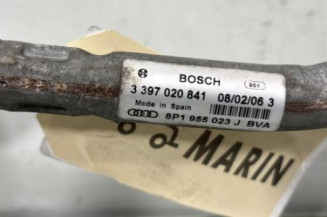 BOSCH
3 397 020 841 08/02/06 3
Made in Spain
8P1 955 023 J BVA
MARIN